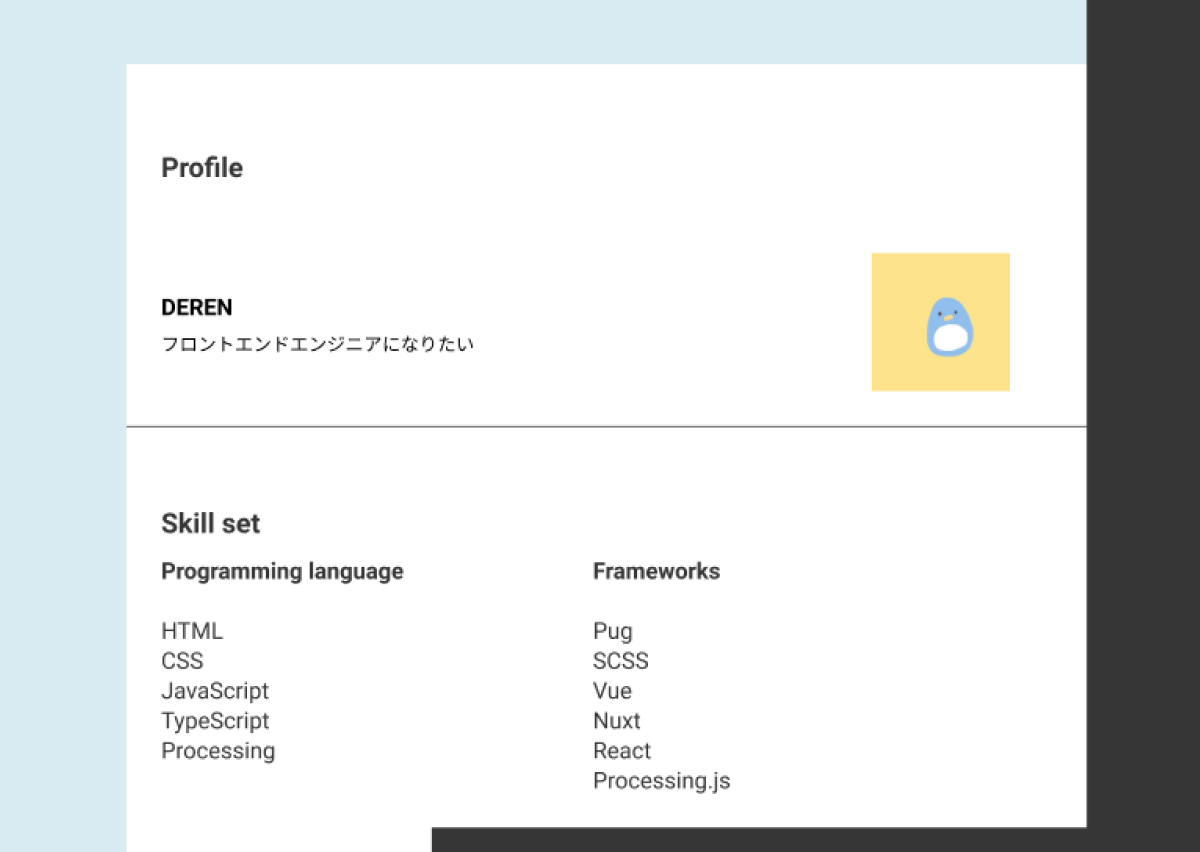 Profile
DEREN
フロントエンドエンジニアになりたい
Skill set
Programming language
HTML
CSS
JavaScript
TypeScript
Processing
Frameworks
Pug
SCSS
Vue
Nuxt
React
Processing.js